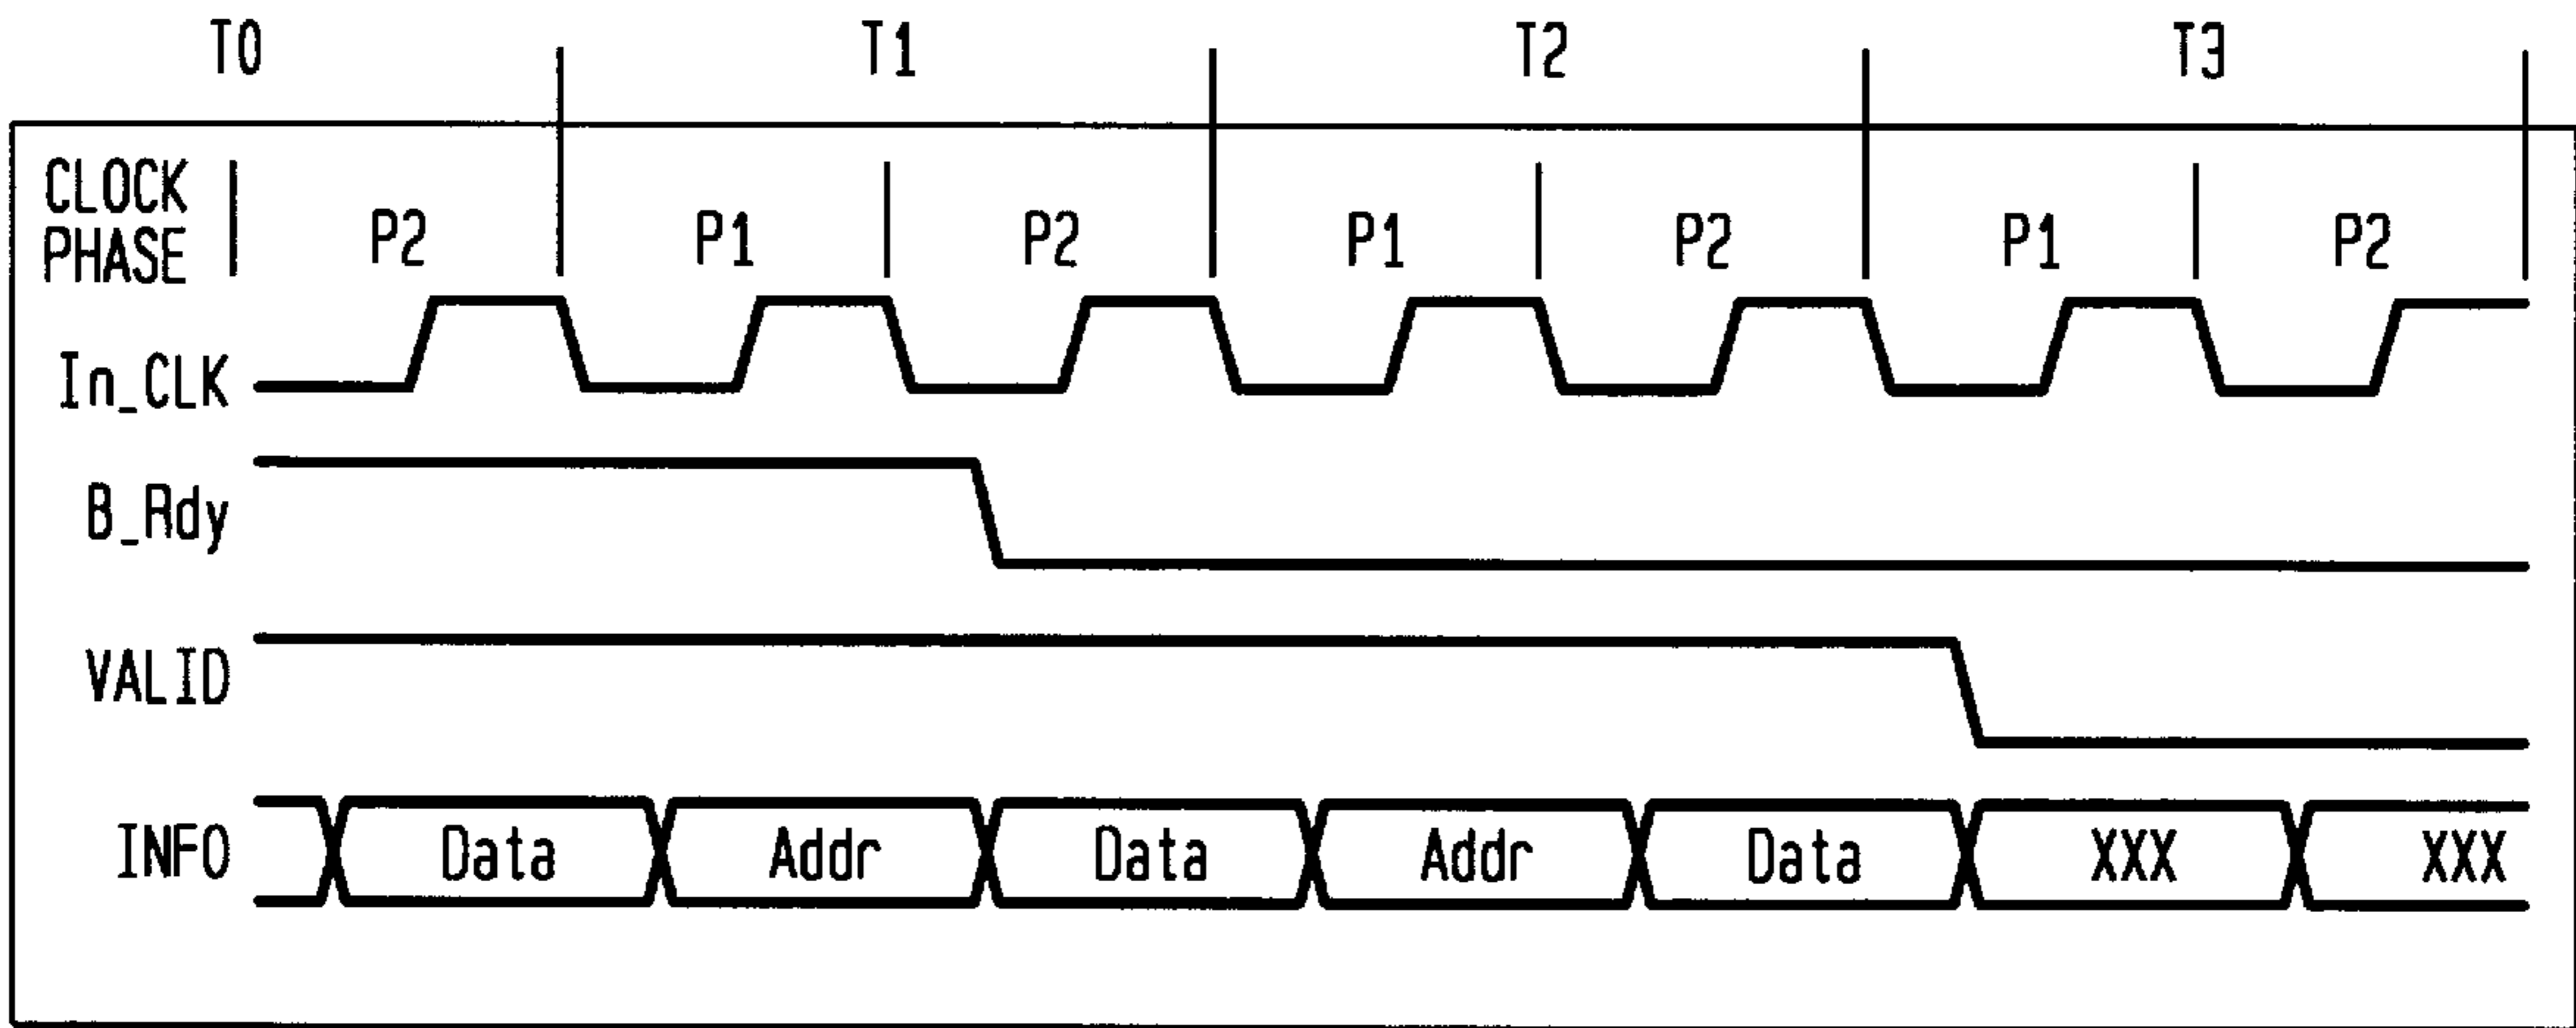 T0 T1 T2 T3
CLOCK
PHASE
P2 P1 P2 P1 P2 P1 P2
In_CLK
B_Rdy
VALID
INFO Data Addr Data Addr Data XXX XXX